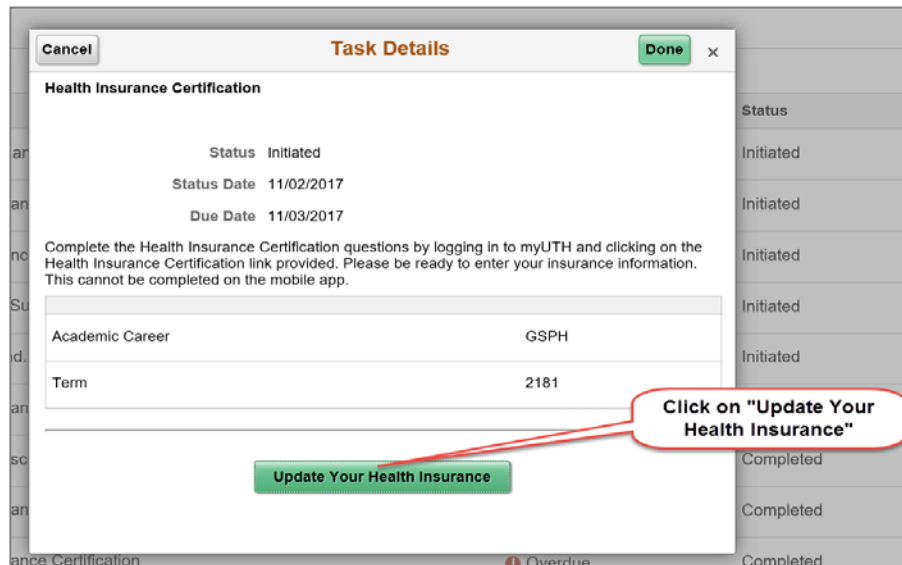 Cancel
Task Details
Done
×
Health Insurance Certification
Status
Status Initiated
Initiated
Status Date 11/02/2017
Initiated
Due Date 11/03/2017
Complete the Health Insurance Certification questions by logging in to myUTH and clicking on the
Health Insurance Certification link provided. Please be ready to enter your insurance information.
This cannot be completed on the mobile app.
Initiated
Initiated
Academic Career GSPH
Initiated
Term 2181
Click on "Update Your
Health Insurance"
Completed
Update Your Health Insurance
Completed
ance Certification
Overdue
Completed